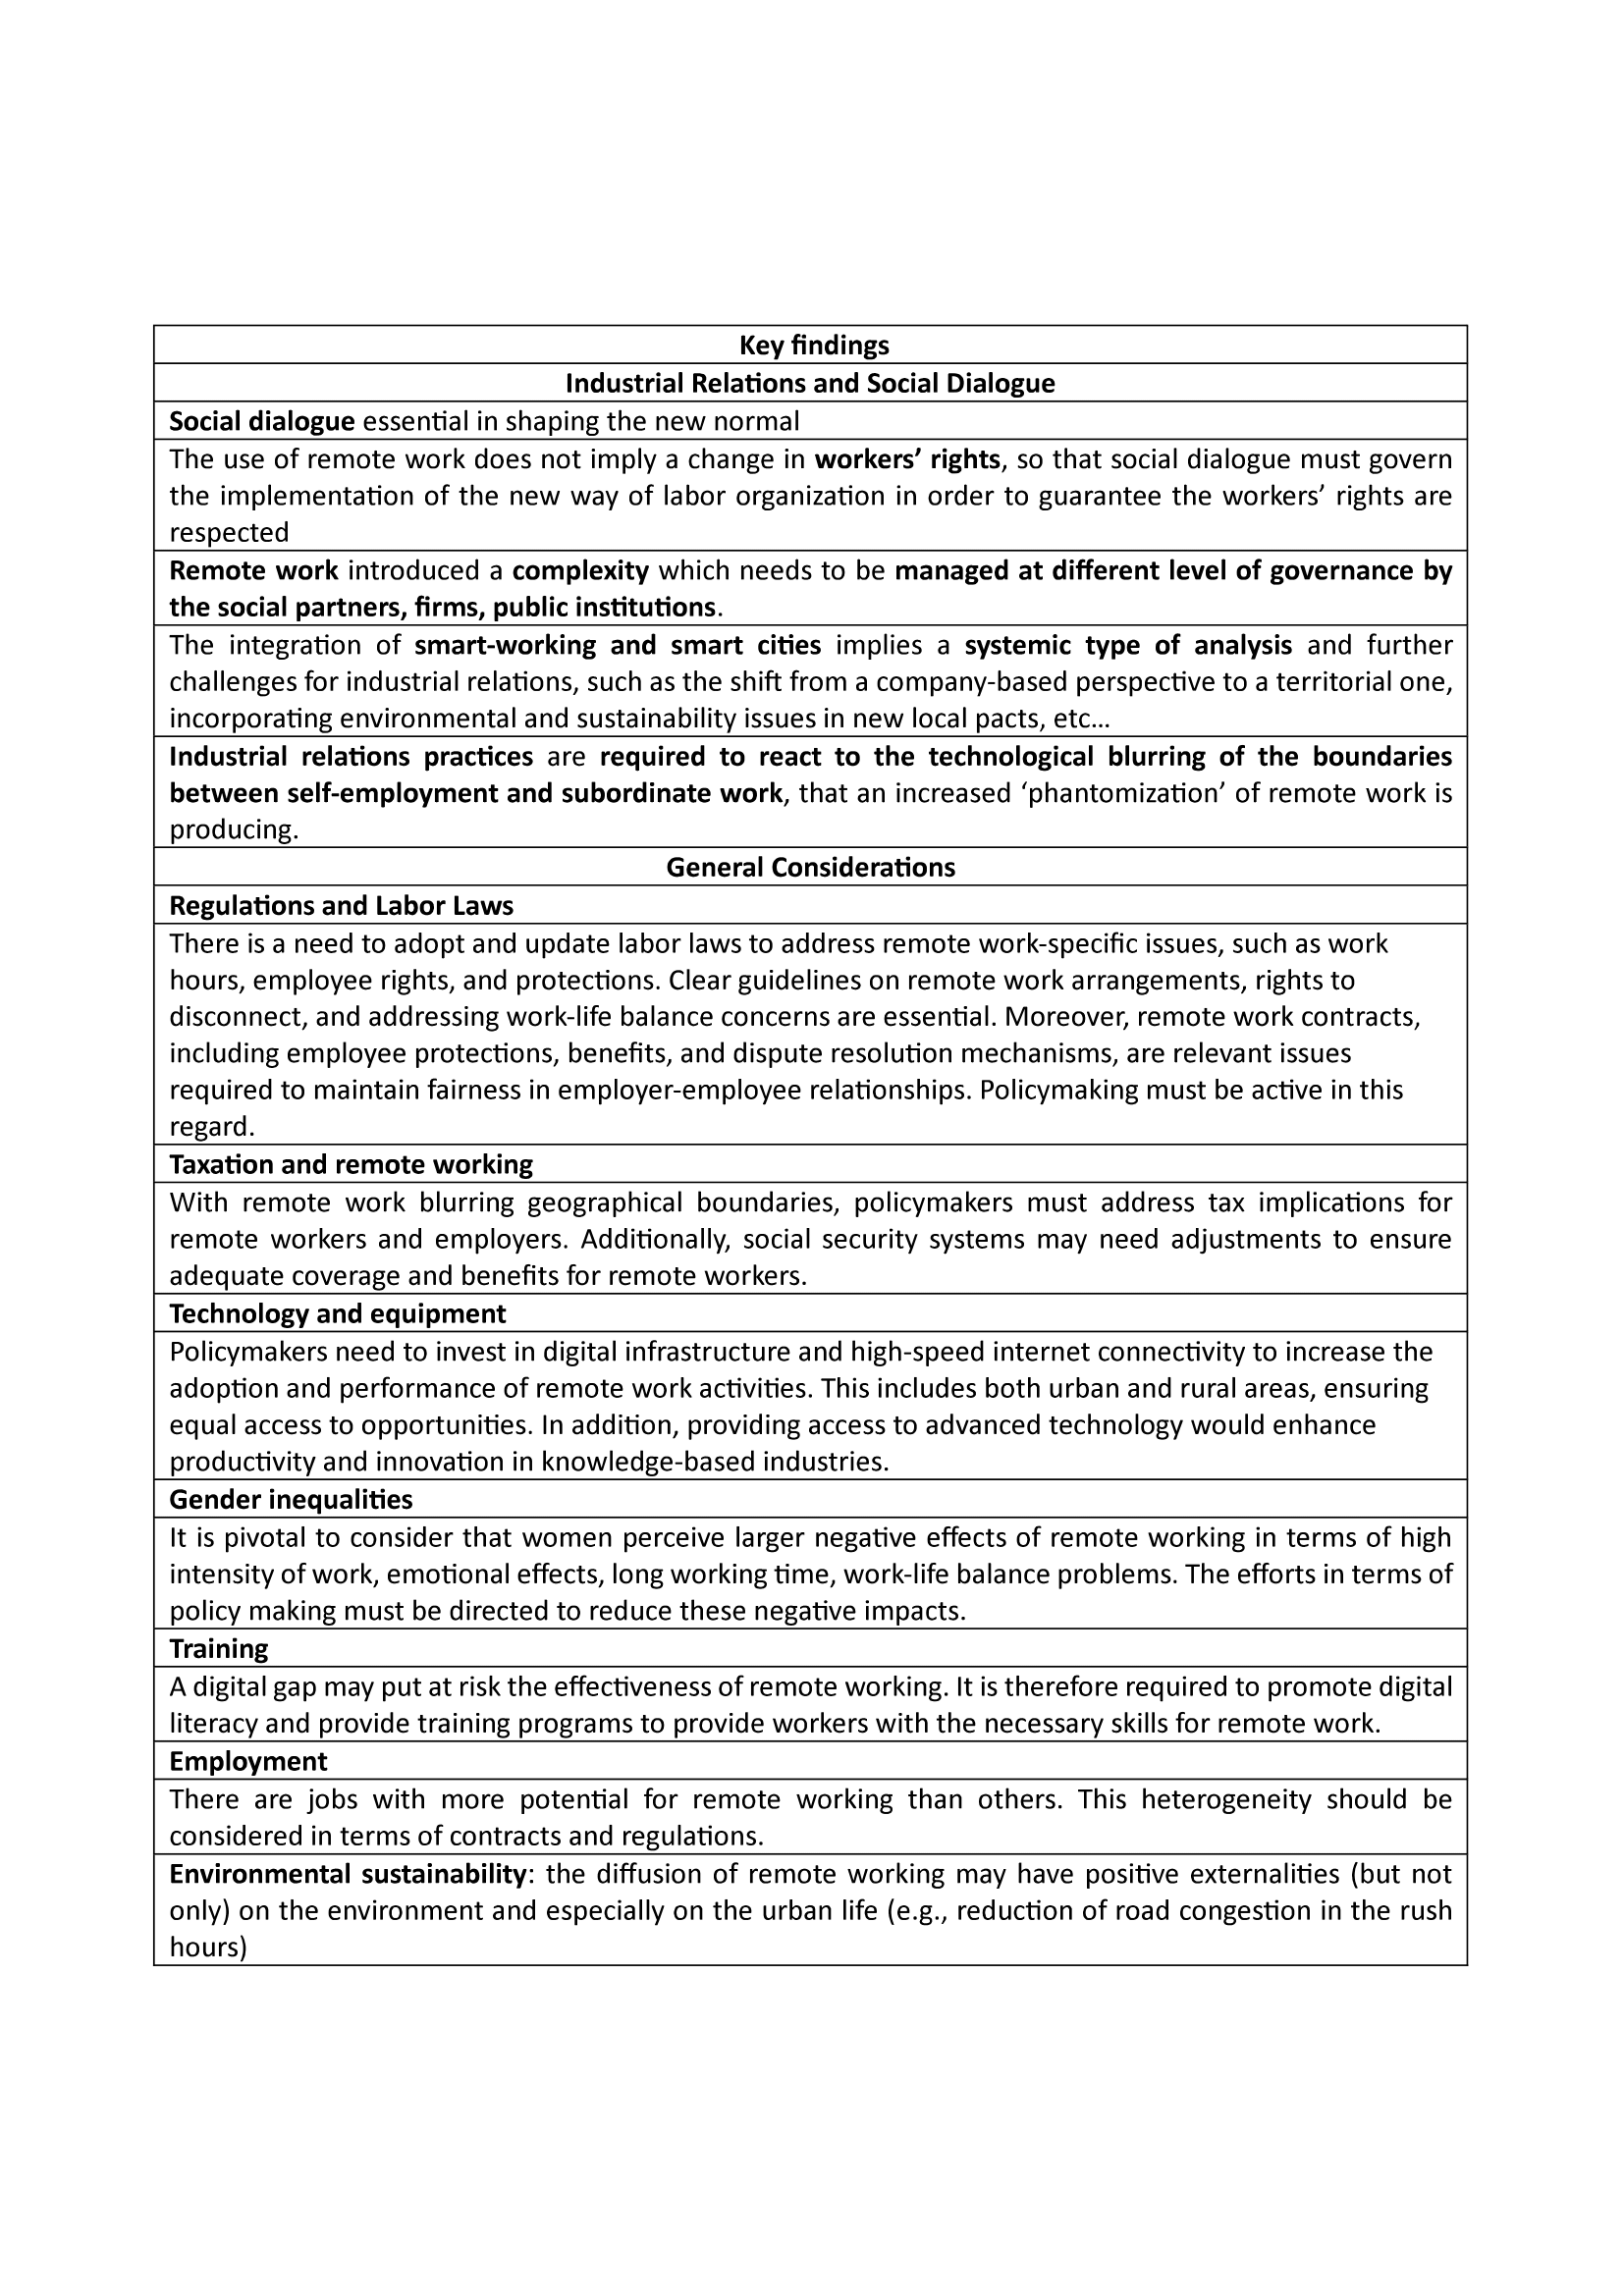 Key findings
Industrial Relations and Social Dialogue
Social dialogue essential in shaping the new normal
The use of remote work does not imply a change in workers’ rights, so that social dialogue must govern
the implementation of the new way of labor organization in order to guarantee the workers’ rights are
respected
Remote work introduced a complexity which needs to be managed at different level of governance by
the social partners, firms, public institutions.
The integration of smart-working and smart cities implies a systemic type of analysis and further
challenges for industrial relations, such as the shift from a company-based perspective to a territorial one,
incorporating environmental and sustainability issues in new local pacts, etc…
Industrial relations practices are required to react to the technological blurring of the boundaries
between self-employment and subordinate work, that an increased ‘phantomization’ of remote work is
producing.
General Considerations
Regulations and Labor Laws
There is a need to adopt and update labor laws to address remote work-specific issues, such as work
hours, employee rights, and protections. Clear guidelines on remote work arrangements, rights to
disconnect, and addressing work-life balance concerns are essential. Moreover, remote work contracts,
including employee protections, benefits, and dispute resolution mechanisms, are relevant issues
required to maintain fairness in employer-employee relationships. Policymaking must be active in this
regard.
Taxation and remote working
With remote work blurring geographical boundaries, policymakers must address tax implications for
remote workers and employers. Additionally, social security systems may need adjustments to ensure
adequate coverage and benefits for remote workers.
Technology and equipment
Policymakers need to invest in digital infrastructure and high-speed internet connectivity to increase the
adoption and performance of remote work activities. This includes both urban and rural areas, ensuring
equal access to opportunities. In addition, providing access to advanced technology would enhance
productivity and innovation in knowledge-based industries.
Gender inequalities
It is pivotal to consider that women perceive larger negative effects of remote working in terms of high
intensity of work, emotional effects, long working time, work-life balance problems. The efforts in terms of
policy making must be directed to reduce these negative impacts.
Training
A digital gap may put at risk the effectiveness of remote working. It is therefore required to promote digital
literacy and provide training programs to provide workers with the necessary skills for remote work.
Employment
There are jobs with more potential for remote working than others. This heterogeneity should be
considered in terms of contracts and regulations.
Environmental sustainability: the diffusion of remote working may have positive externalities (but not
only) on the environment and especially on the urban life (e.g., reduction of road congestion in the rush
hours)